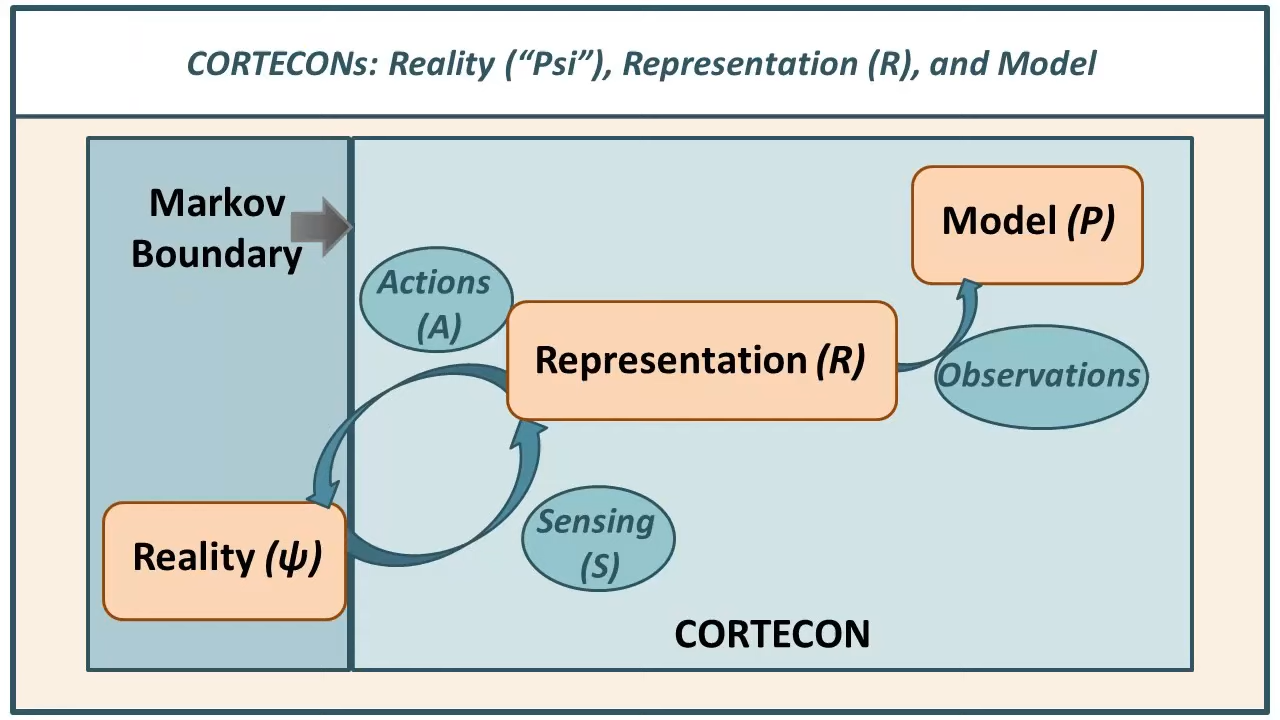 CORTECONs: Reality (“Psi”), Representation (R), and Model
Markov
Boundary
Actions
(A)
Model (P)
Representation (R)
Observations
Sensing
(S)
Reality (ψ)
CORTECON